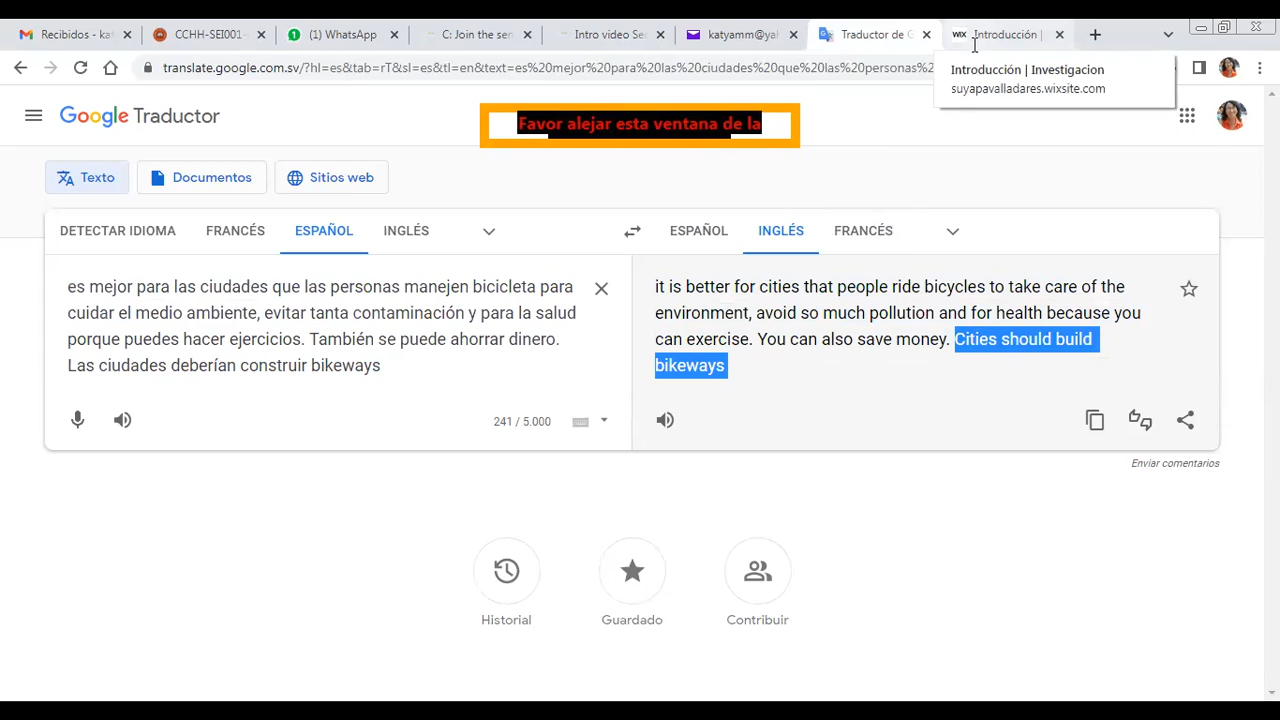 Recibidos - ka
CCHH-SEI001-
(1) WhatsApp
C: Join the sen
Intro video Se
katyamm@ya
Traductor de G
WiX
Introducción |
translate.google.com.sv/?hl=es&tab=rT&sl=es&tl=en&text=es%20mejor%20para%20las%20ciudades%20que%20las%20personas%
Introducción | Investigacion
suyapavalladares.wixsite.com
Google Traductor
Favor alejar esta ventana de la
Texto
Documentos
Sitios web
DETECTAR IDIOMA
FRANCÉS
ESPAÑOL
INGLÉS
ESPAÑOL
INGLÉS
FRANCÉS
es mejor para las ciudades que las personas manejen bicicleta para
cuidar el medio ambiente, evitar tanta contaminación y para la salud
porque puedes hacer ejercicios. También se puede ahorrar dinero.
Las ciudades deberían construir bikeways
it is better for cities that people ride bicycles to take care of the
environment, avoid so much pollution and for health because you
can exercise. You can also save money. Cities should build
bikeways
241 / 5.000
Enviar comentarios
Historial
Guardado
Contribuir